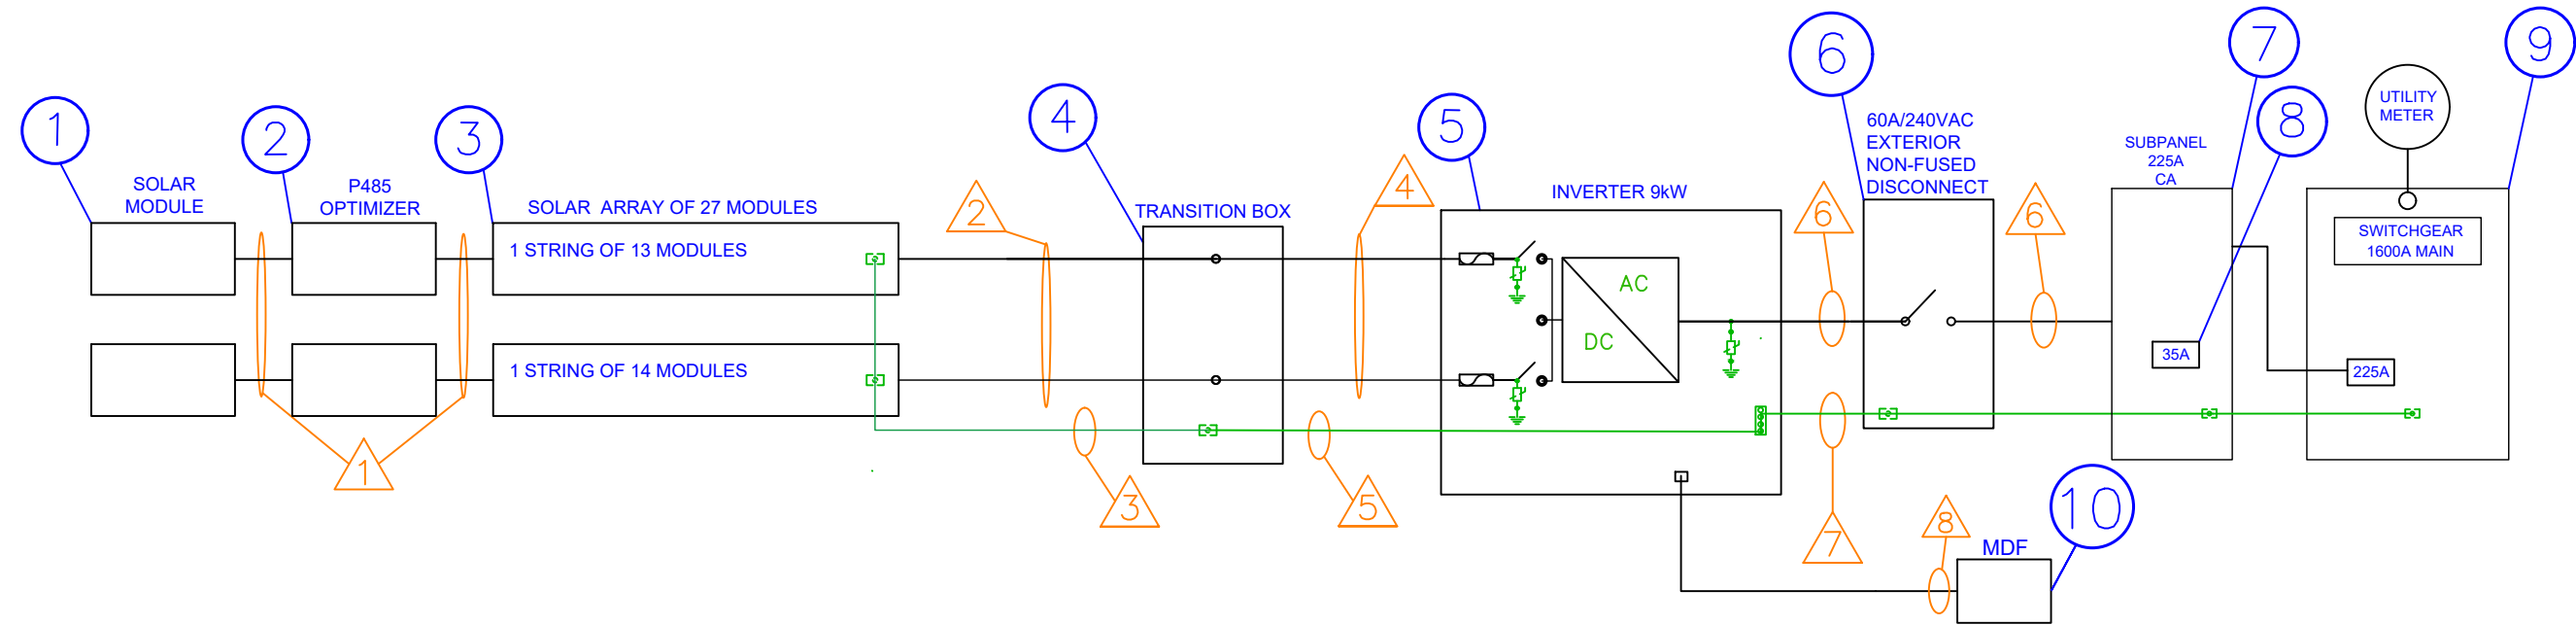 1
2
3
4
5
6
7
8
9
10
SOLAR
MODULE
P485
OPTIMIZER
SOLAR  ARRAY OF 27 MODULES
1 STRING OF 13 MODULES
1 STRING OF 14 MODULES
1
2
3
TRANSITION BOX
4
5
INVERTER 9kW
AC
DC
6
7
60A/240VAC
EXTERIOR
NON-FUSED
DISCONNECT
6
SUBPANEL
225A
CA
35A
UTILITY
METER
SWITCHGEAR
1600A MAIN
225A
8
MDF